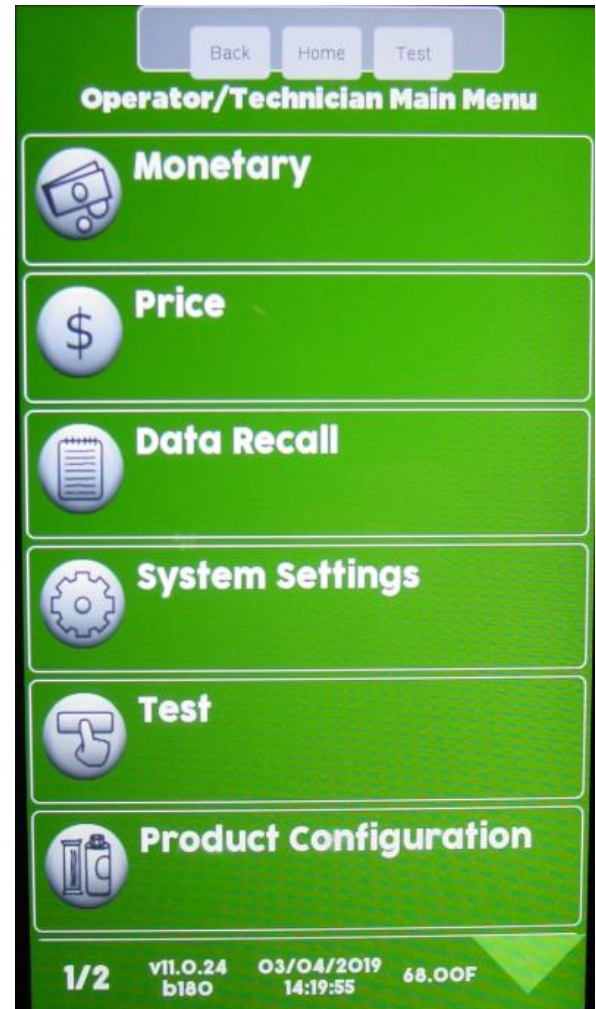 Back Home Test
Operator/Technician Main Menu
Monetary
Price
$
Data Recall
System Settings
Test
Product Configuration
1/2 v11.0.24 03/04/2019 68.00F
b180 14:19:55